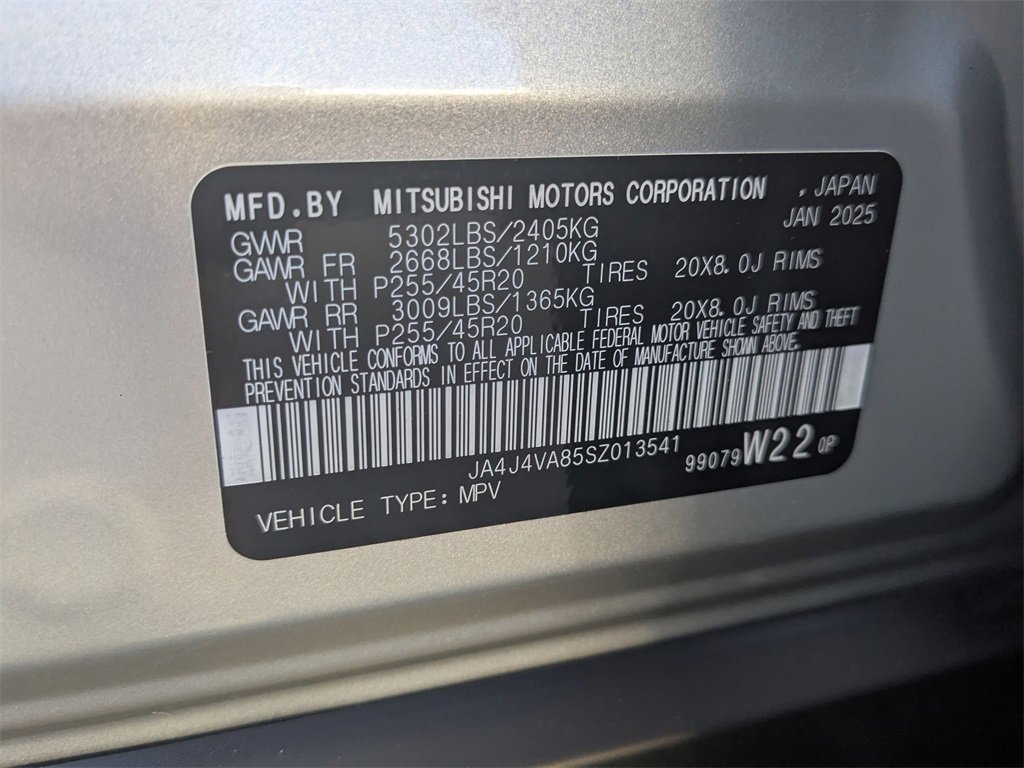 MFD.BY MITSUBISHI MOTORS CORPORATION , JAPAN
JAN 2025
GVWR 5302LBS/2405KG
GAWR FR 2668LBS/1210KG
WITH P255/45R20 TIRES 20X8.0J RIMS
GAWR RR 3009LBS/1365KG
WITH P255/45R20 TIRES 20X8.0J RIMS
THIS VEHICLE CONFORMS TO ALL APPLICABLE FEDERAL MOTOR VEHICLE SAFETY AND THEFT
PREVENTION STANDARDS IN EFFECT ON THE DATE OF MANUFACTURE SHOWN ABOVE.
JA4J4VA85SZ013541 99079W220P
VEHICLE TYPE: MPV